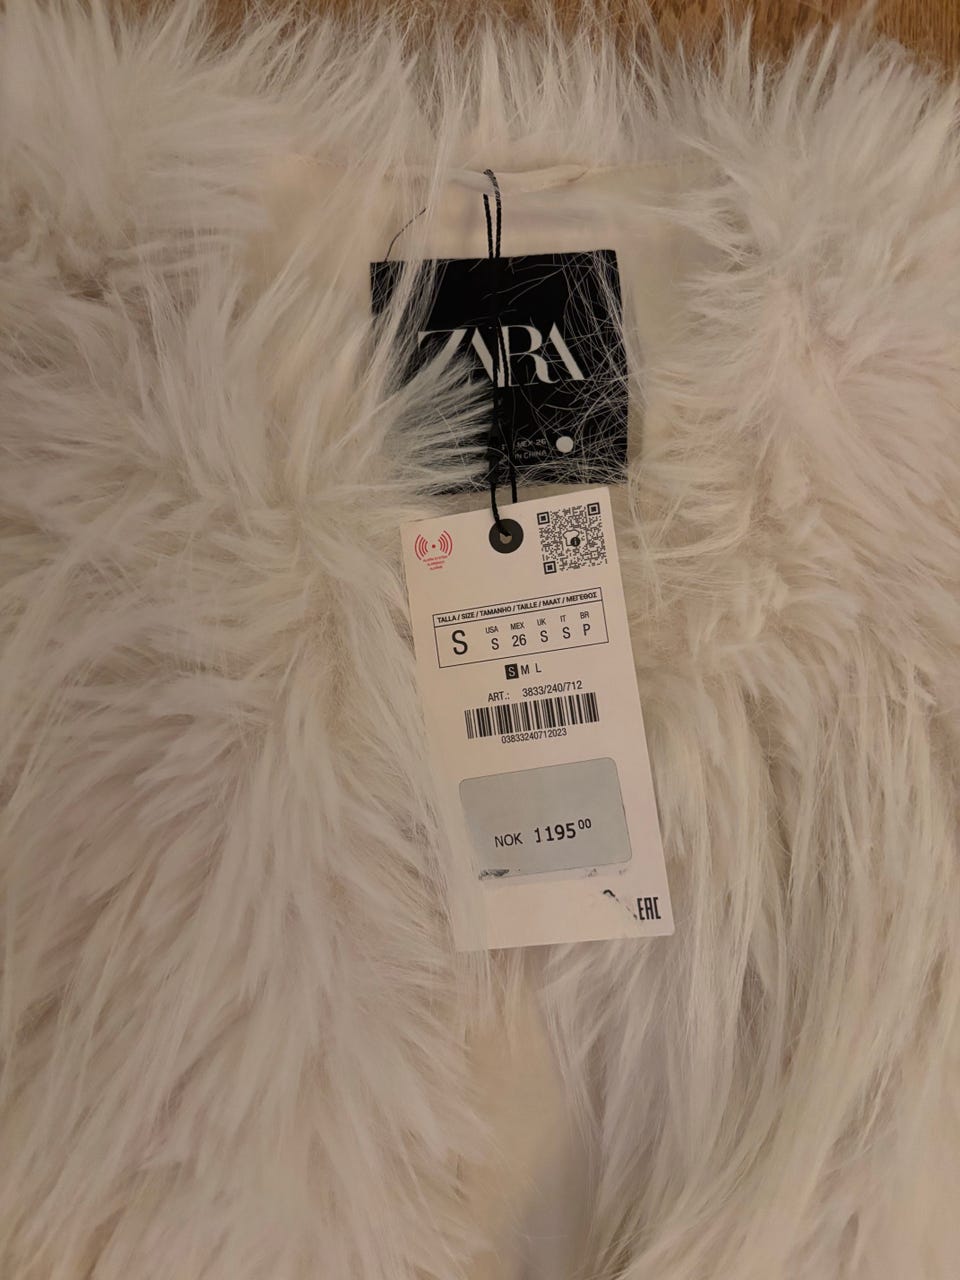 ZARA
MEX 26
IN CHINA
TALLA / SIZE / TAMANHO / TAILLE / MAAT / ΜΕΓΕΘΟΣ
S
USA MEX UK IT BR
S 26 S S P
S M L
ART.: 3833/240/712
03833240712023
NOK 1195 00
EAC